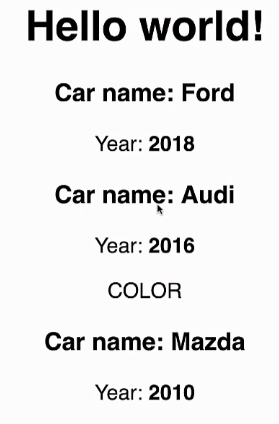 Hello world!
Car name: Ford
Year: 2018
Car name: Audi
Year: 2016
COLOR
Car name: Mazda
Year: 2010